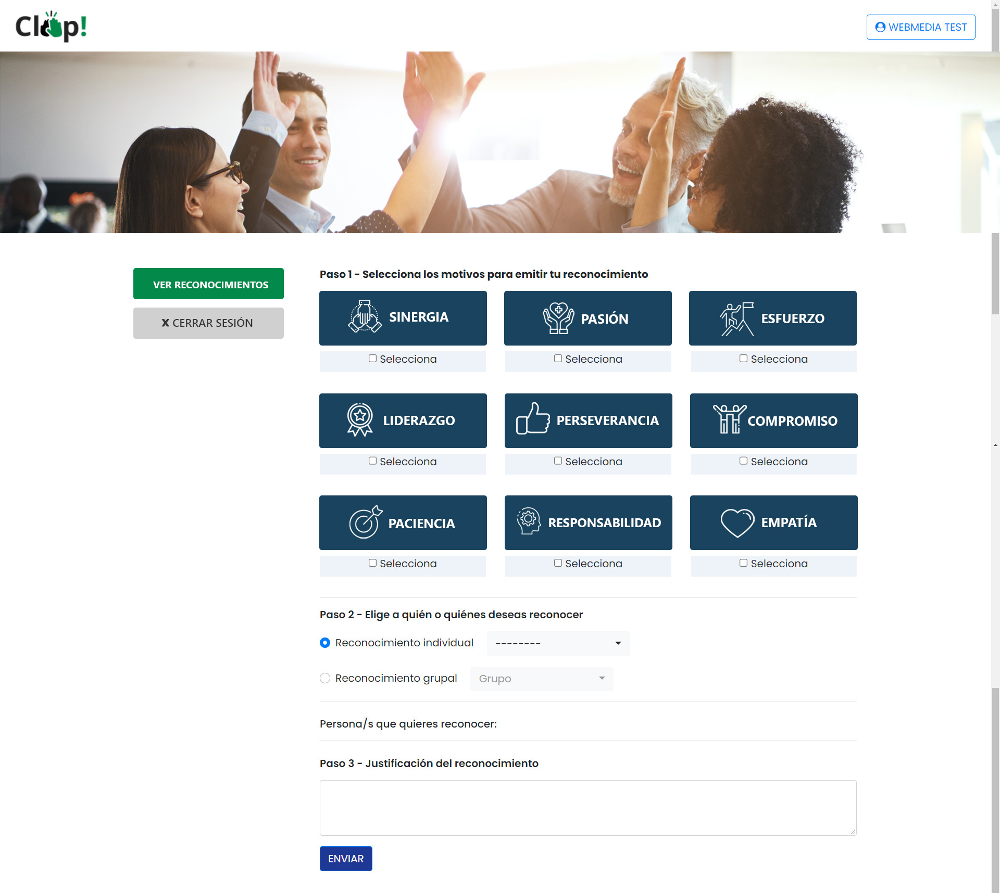 Clap!
WEBMEDIA TEST
VER RECONOCIMIENTOS
X CERRAR SESIÓN
Paso 1 - Selecciona los motivos para emitir tu reconocimiento
SINERGIA PASIÓN ESFUERZO
Selecciona Selecciona Selecciona
LIDERAZGO PERSEVERANCIA COMPROMISO
Selecciona Selecciona Selecciona
PACIENCIA RESPONSABILIDAD EMPATÍA
Selecciona Selecciona Selecciona
Paso 2 - Elige a quién o quiénes deseas reconocer
Reconocimiento individual --------
Reconocimiento grupal Grupo
Persona/s que quieres reconocer:
Paso 3 - Justificación del reconocimiento
ENVIAR